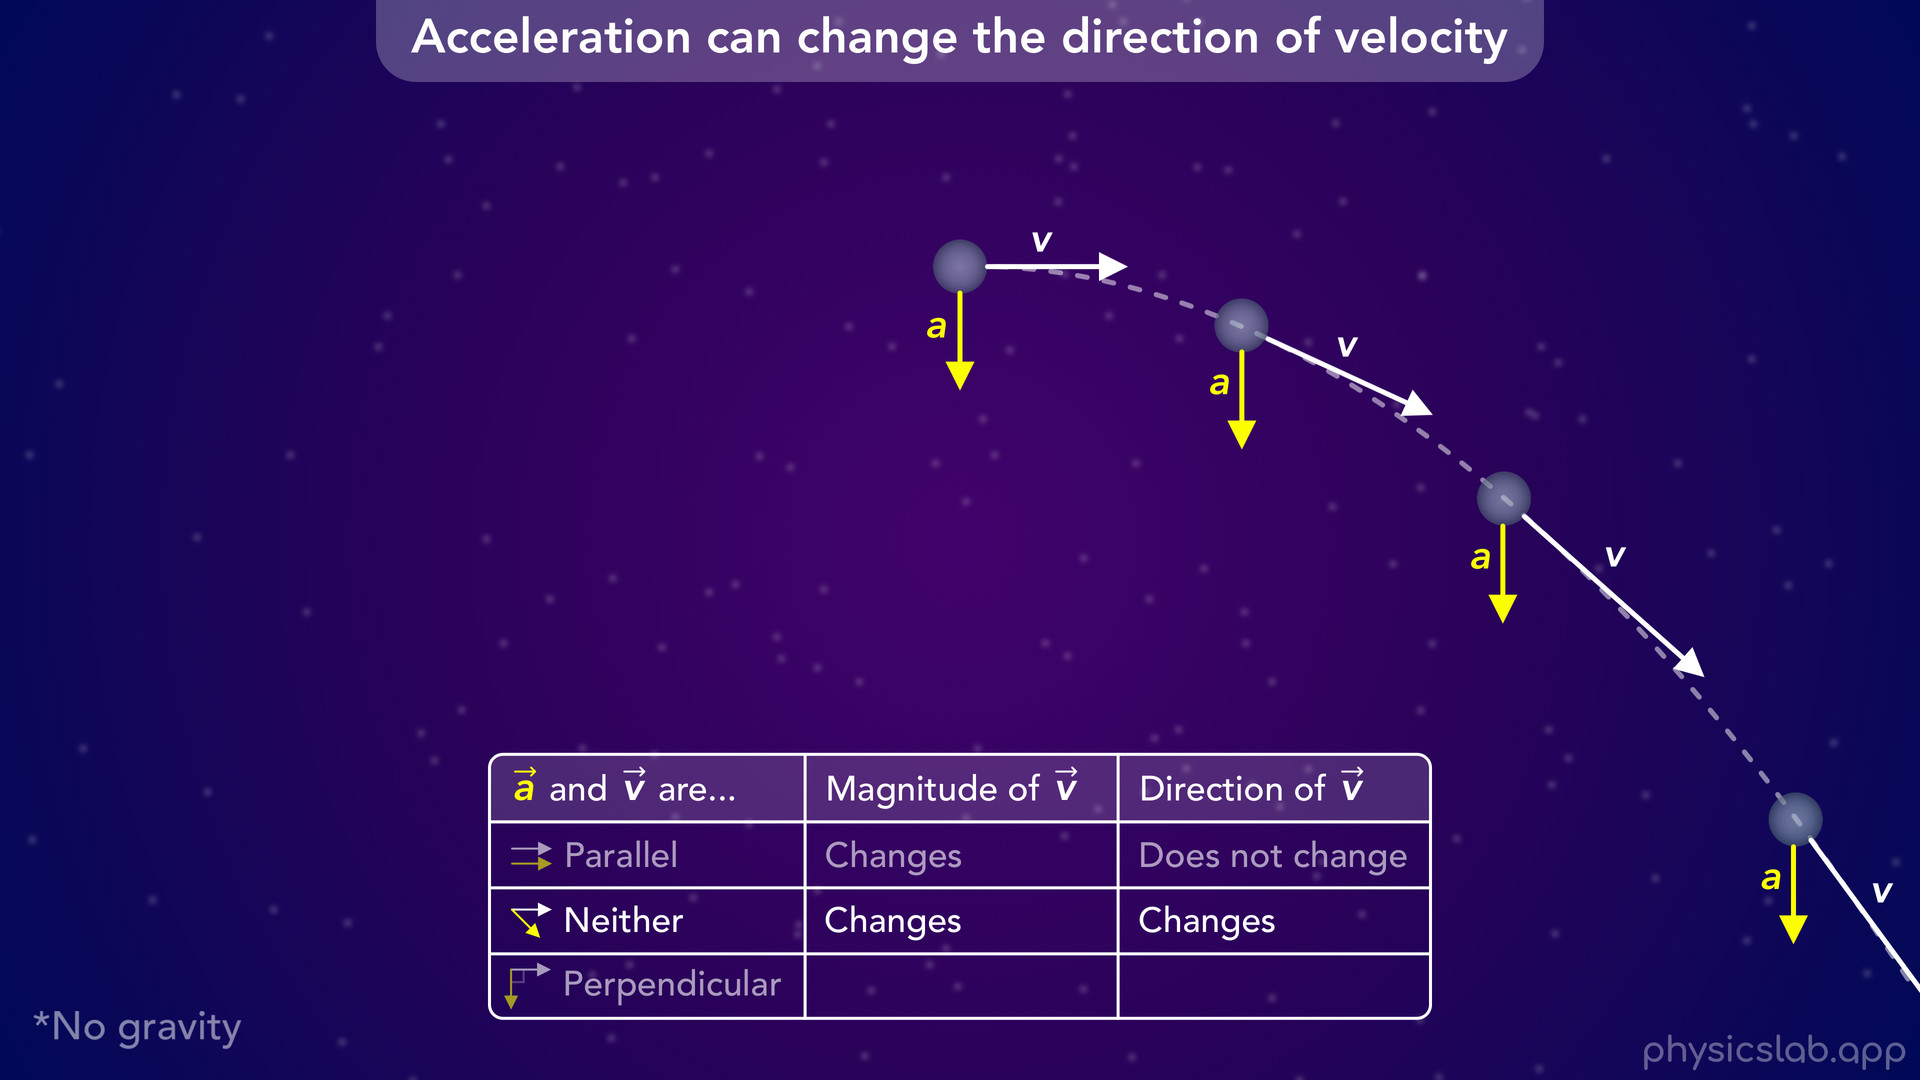 Acceleration can change the direction of velocity
v
a
v
a
v
a
v
a
a and v are...
Magnitude of v
Direction of v
Parallel
Changes
Does not change
Neither
Changes
Changes
Perpendicular
*No gravity
physicslab.app